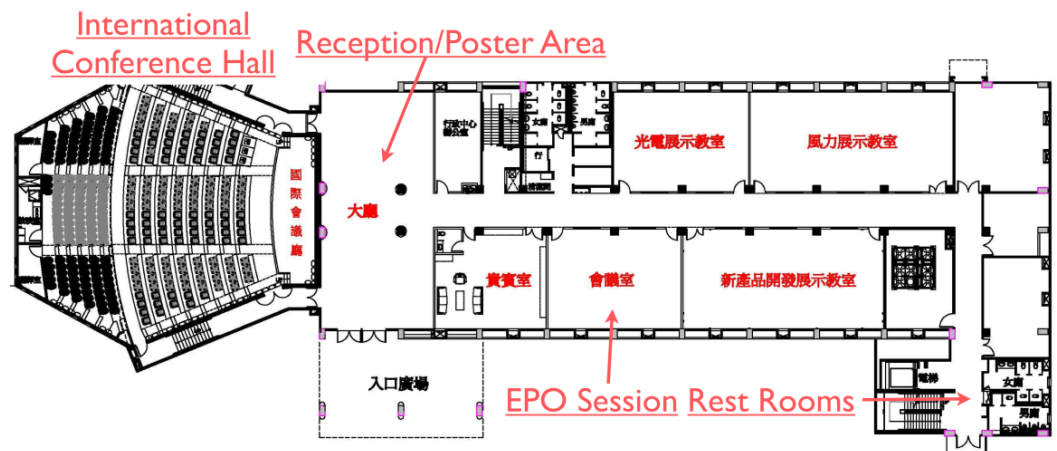 International
Conference Hall
Reception/Poster Area
行政中心
辦公室
女廁
男廁
光電展示教室
風力展示教室
行
國際會議廳
大廳
貴賓室
會議室
新產品開發展示教室
入口廣場
電梯
女廁
男廁
EPO Session
Rest Rooms